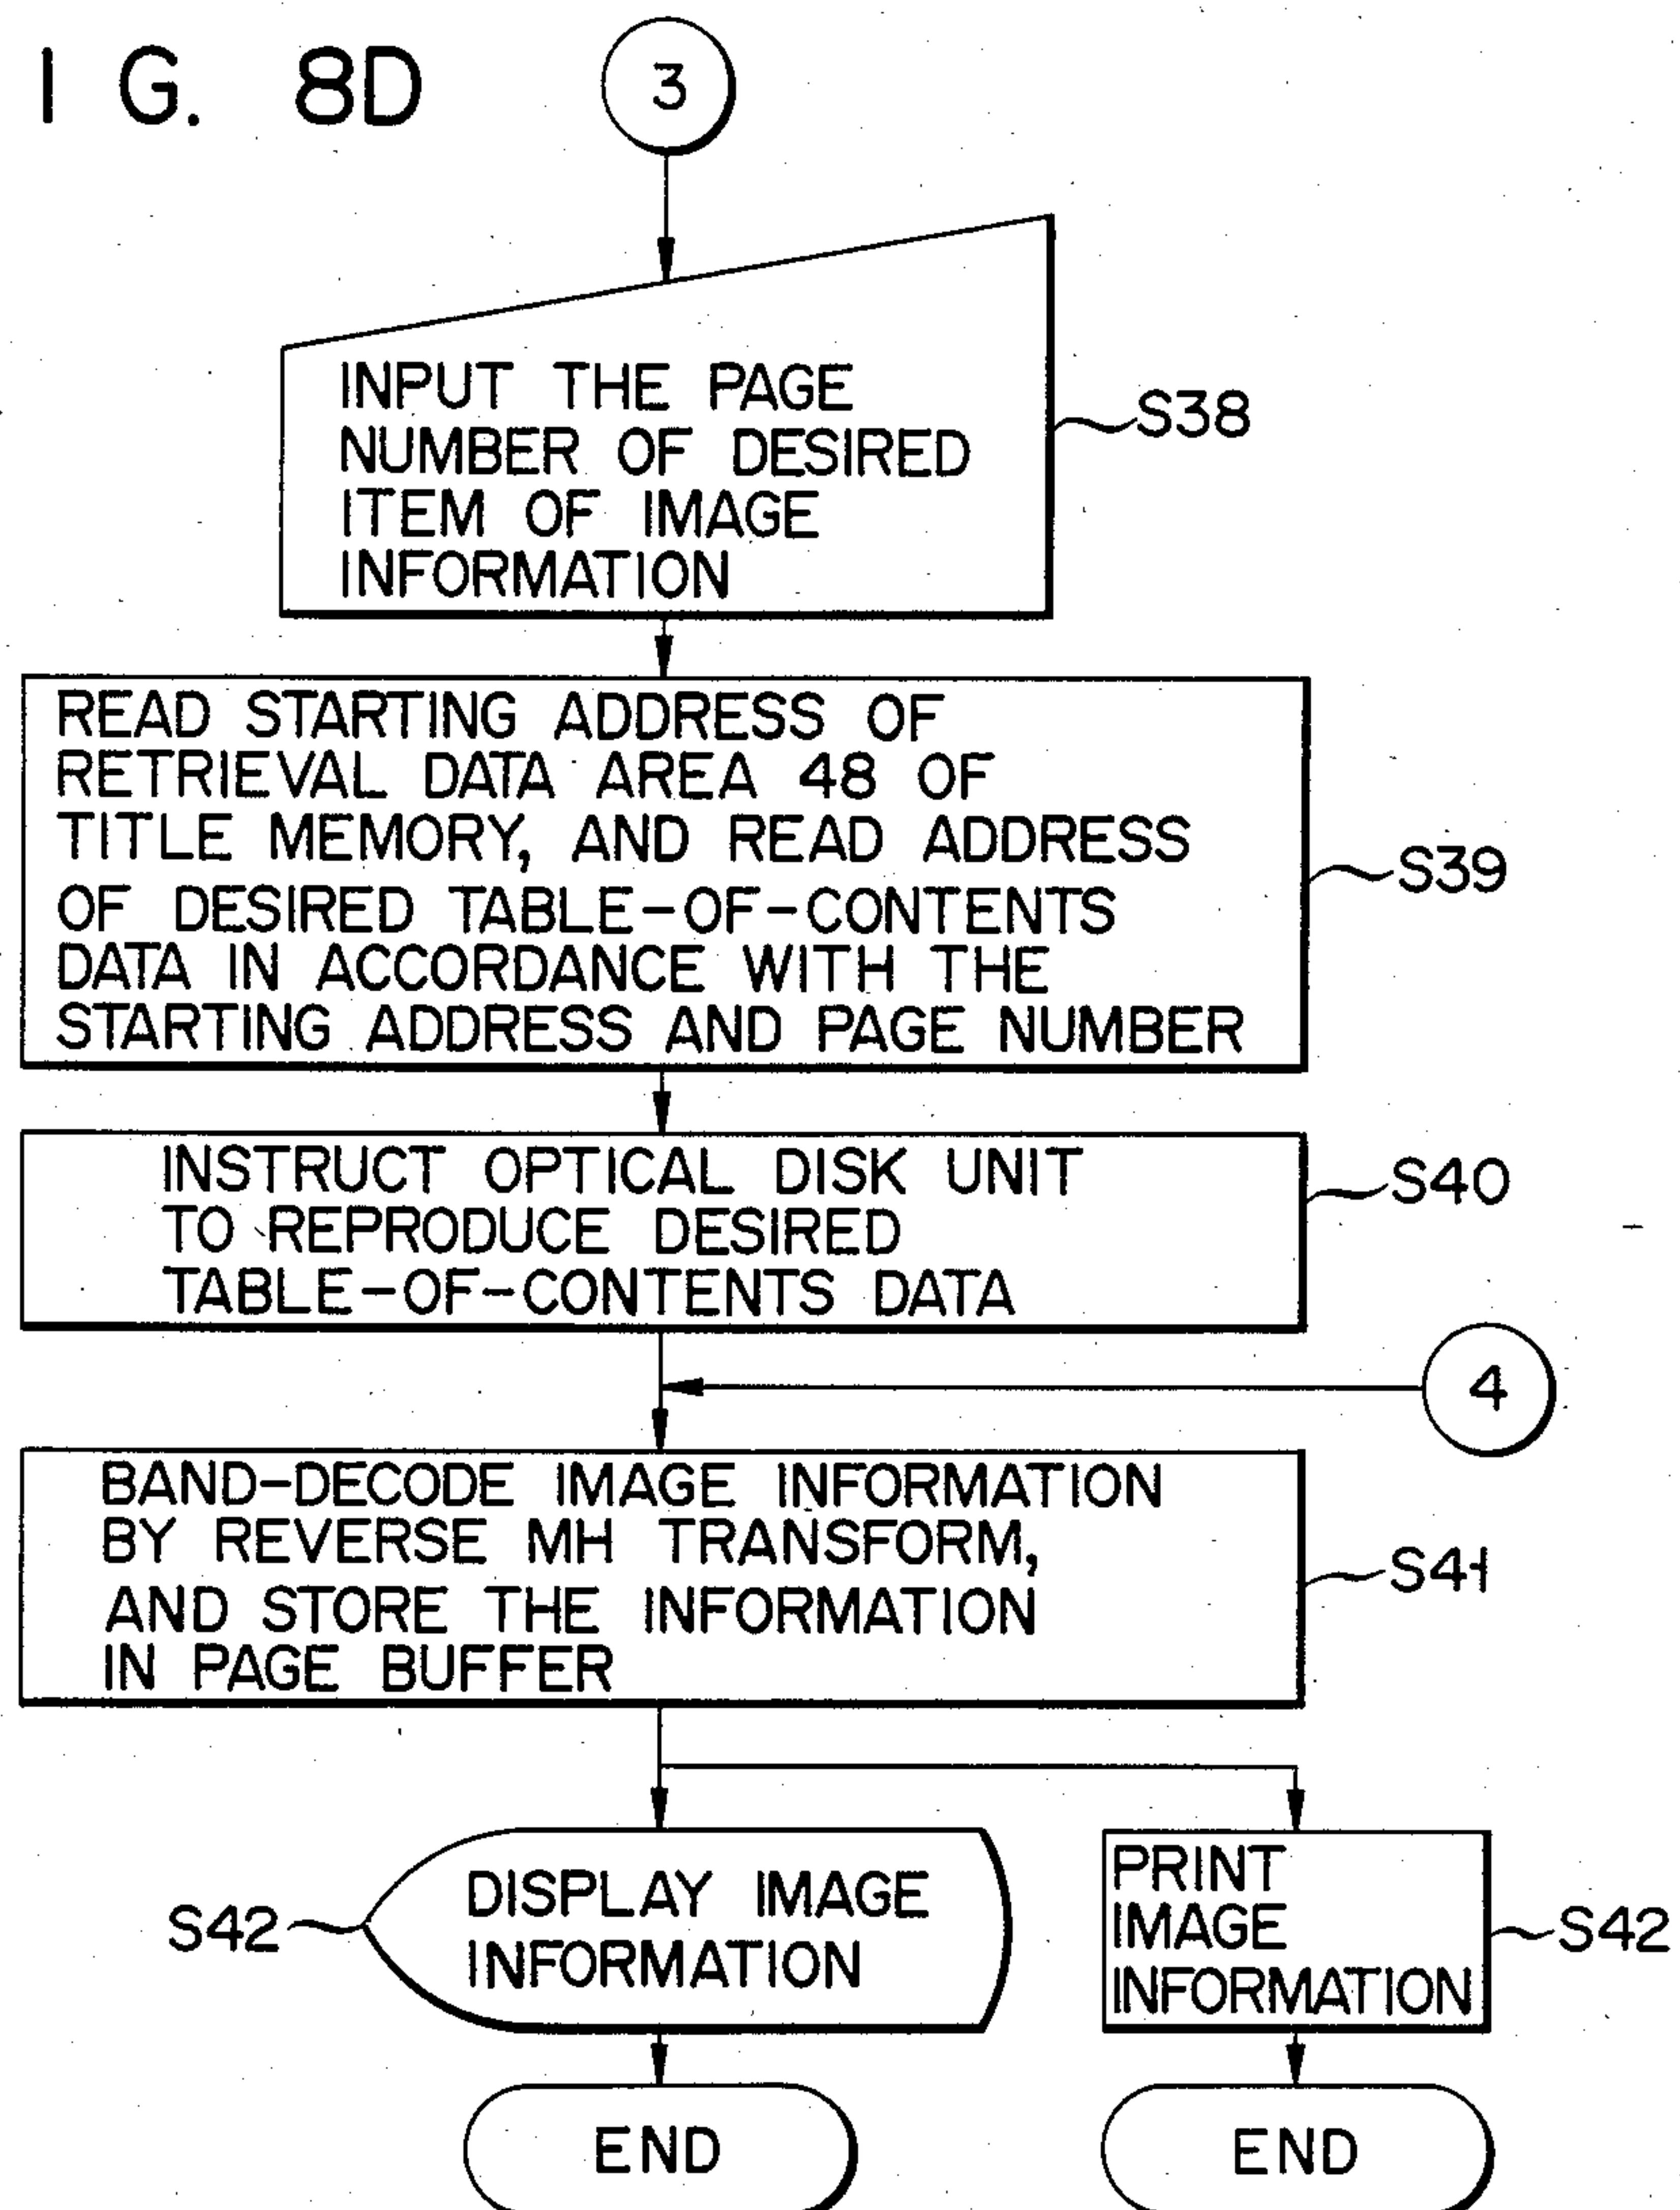 I G. 8D
3
INPUT THE PAGE
NUMBER OF DESIRED
ITEM OF IMAGE
INFORMATION
S38
READ STARTING ADDRESS OF
RETRIEVAL DATA AREA 48 OF
TITLE MEMORY, AND READ ADDRESS
OF DESIRED TABLE-OF-CONTENTS
DATA IN ACCORDANCE WITH THE
STARTING ADDRESS AND PAGE NUMBER
S39
INSTRUCT OPTICAL DISK UNIT
TO REPRODUCE DESIRED
TABLE-OF-CONTENTS DATA
S40
4
BAND-DECODE IMAGE INFORMATION
BY REVERSE MH TRANSFORM,
AND STORE THE INFORMATION
IN PAGE BUFFER
S41
S42
DISPLAY IMAGE
INFORMATION
PRINT
IMAGE
INFORMATION
S42
END
END